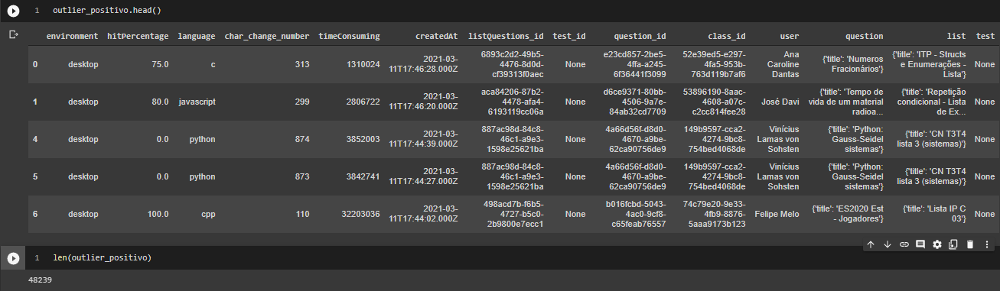 1 outlier_positivo.head()
environment hitPercentage language char_change_number timeConsuming createdAt listQuestions_id test_id question_id class_id user question list test
0 desktop 75.0 c 313 1310024 2021-03-11T17:46:28.000Z 6893c2d2-49b5-4476-8d0d-cf39313f0aec None e23cd857-2be5-4ffa-a245-6f36441f3099 52e39ed5-e297-4fa5-953b-763d119b7af6 Ana Caroline Dantas {'title': 'Numeros Fracionários'} {'title': 'ITP - Structs e Enumerações - Lista'} None
1 desktop 80.0 javascript 299 2806722 2021-03-11T17:46:20.000Z aca84206-87b2-4478-afa4-6193119cc06a None d6ce9371-80bb-4506-9a7e-84ab32cd7709 53896190-8aac-4608-a07c-c2cc814fee28 José Davi {'title': 'Tempo de vida de um material radioa... {'title': 'Repetição condicional - Lista de Ex... None
4 desktop 0.0 python 874 3852003 2021-03-11T17:44:39.000Z 887ac98d-84c8-46c1-a9e3-1598e25621ba None 4a66d56f-d8d0-4670-a9be-62ca90756de9 149b9597-cca2-4274-9bc8-754bed4068de Vinícius Lamas von Sohsten {'title': 'Python: Gauss-Seidel sistemas'} {'title': 'CN T3T4 lista 3 (sistemas)'} None
5 desktop 0.0 python 873 3842741 2021-03-11T17:44:27.000Z 887ac98d-84c8-46c1-a9e3-1598e25621ba None 4a66d56f-d8d0-4670-a9be-62ca90756de9 149b9597-cca2-4274-9bc8-754bed4068de Vinícius Lamas von Sohsten {'title': 'Python: Gauss-Seidel sistemas'} {'title': 'CN T3T4 lista 3 (sistemas)'} None
6 desktop 100.0 cpp 110 32203036 2021-03-11T17:44:02.000Z 498acd7b-f6b5-4727-b5c0-2b9800e7ecc1 None b016fcbd-5043-4ac0-9cf8-c65feab76557 74c79e20-9e33-4fb9-8876-5aaa9173b123 Felipe Melo {'title': 'ES2020 Est - Jogadores'} {'title': 'Lista IP C 03'} None
1 len(outlier_positivo)
48239